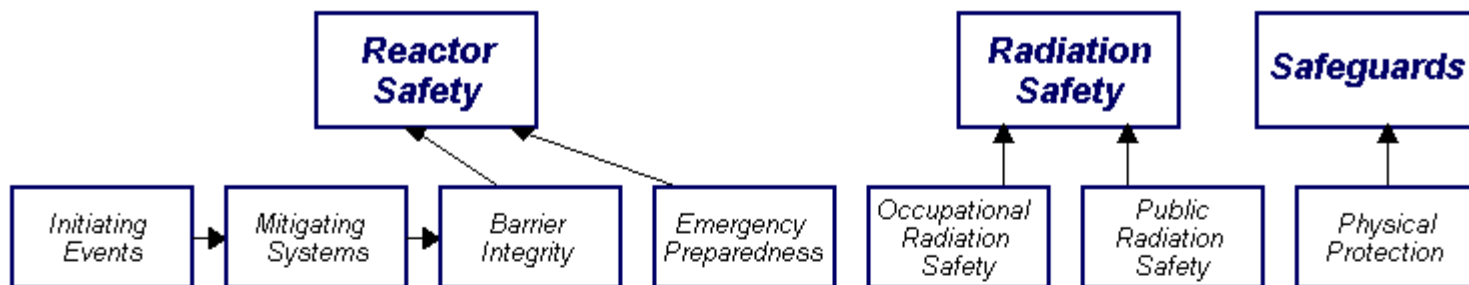 Reactor
Safety
Radiation
Safety
Safeguards
Initiating
Events
Mitigating
Systems
Barrier
Integrity
Emergency
Preparedness
Occupational
Radiation
Safety
Public
Radiation
Safety
Physical
Protection